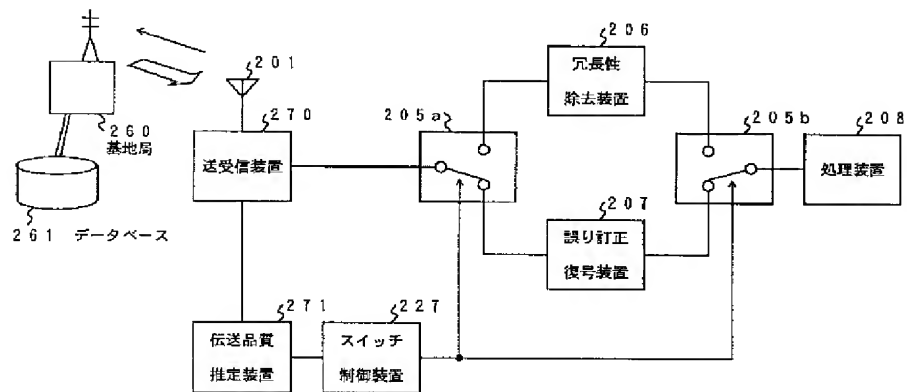 201
206
冗長性
除去装置
270
送受信装置
205a
205b
208
処理装置
260
基地局
261 データベース
207
誤り訂正
復号装置
271
伝送品質
推定装置
227
スイッチ
制御装置